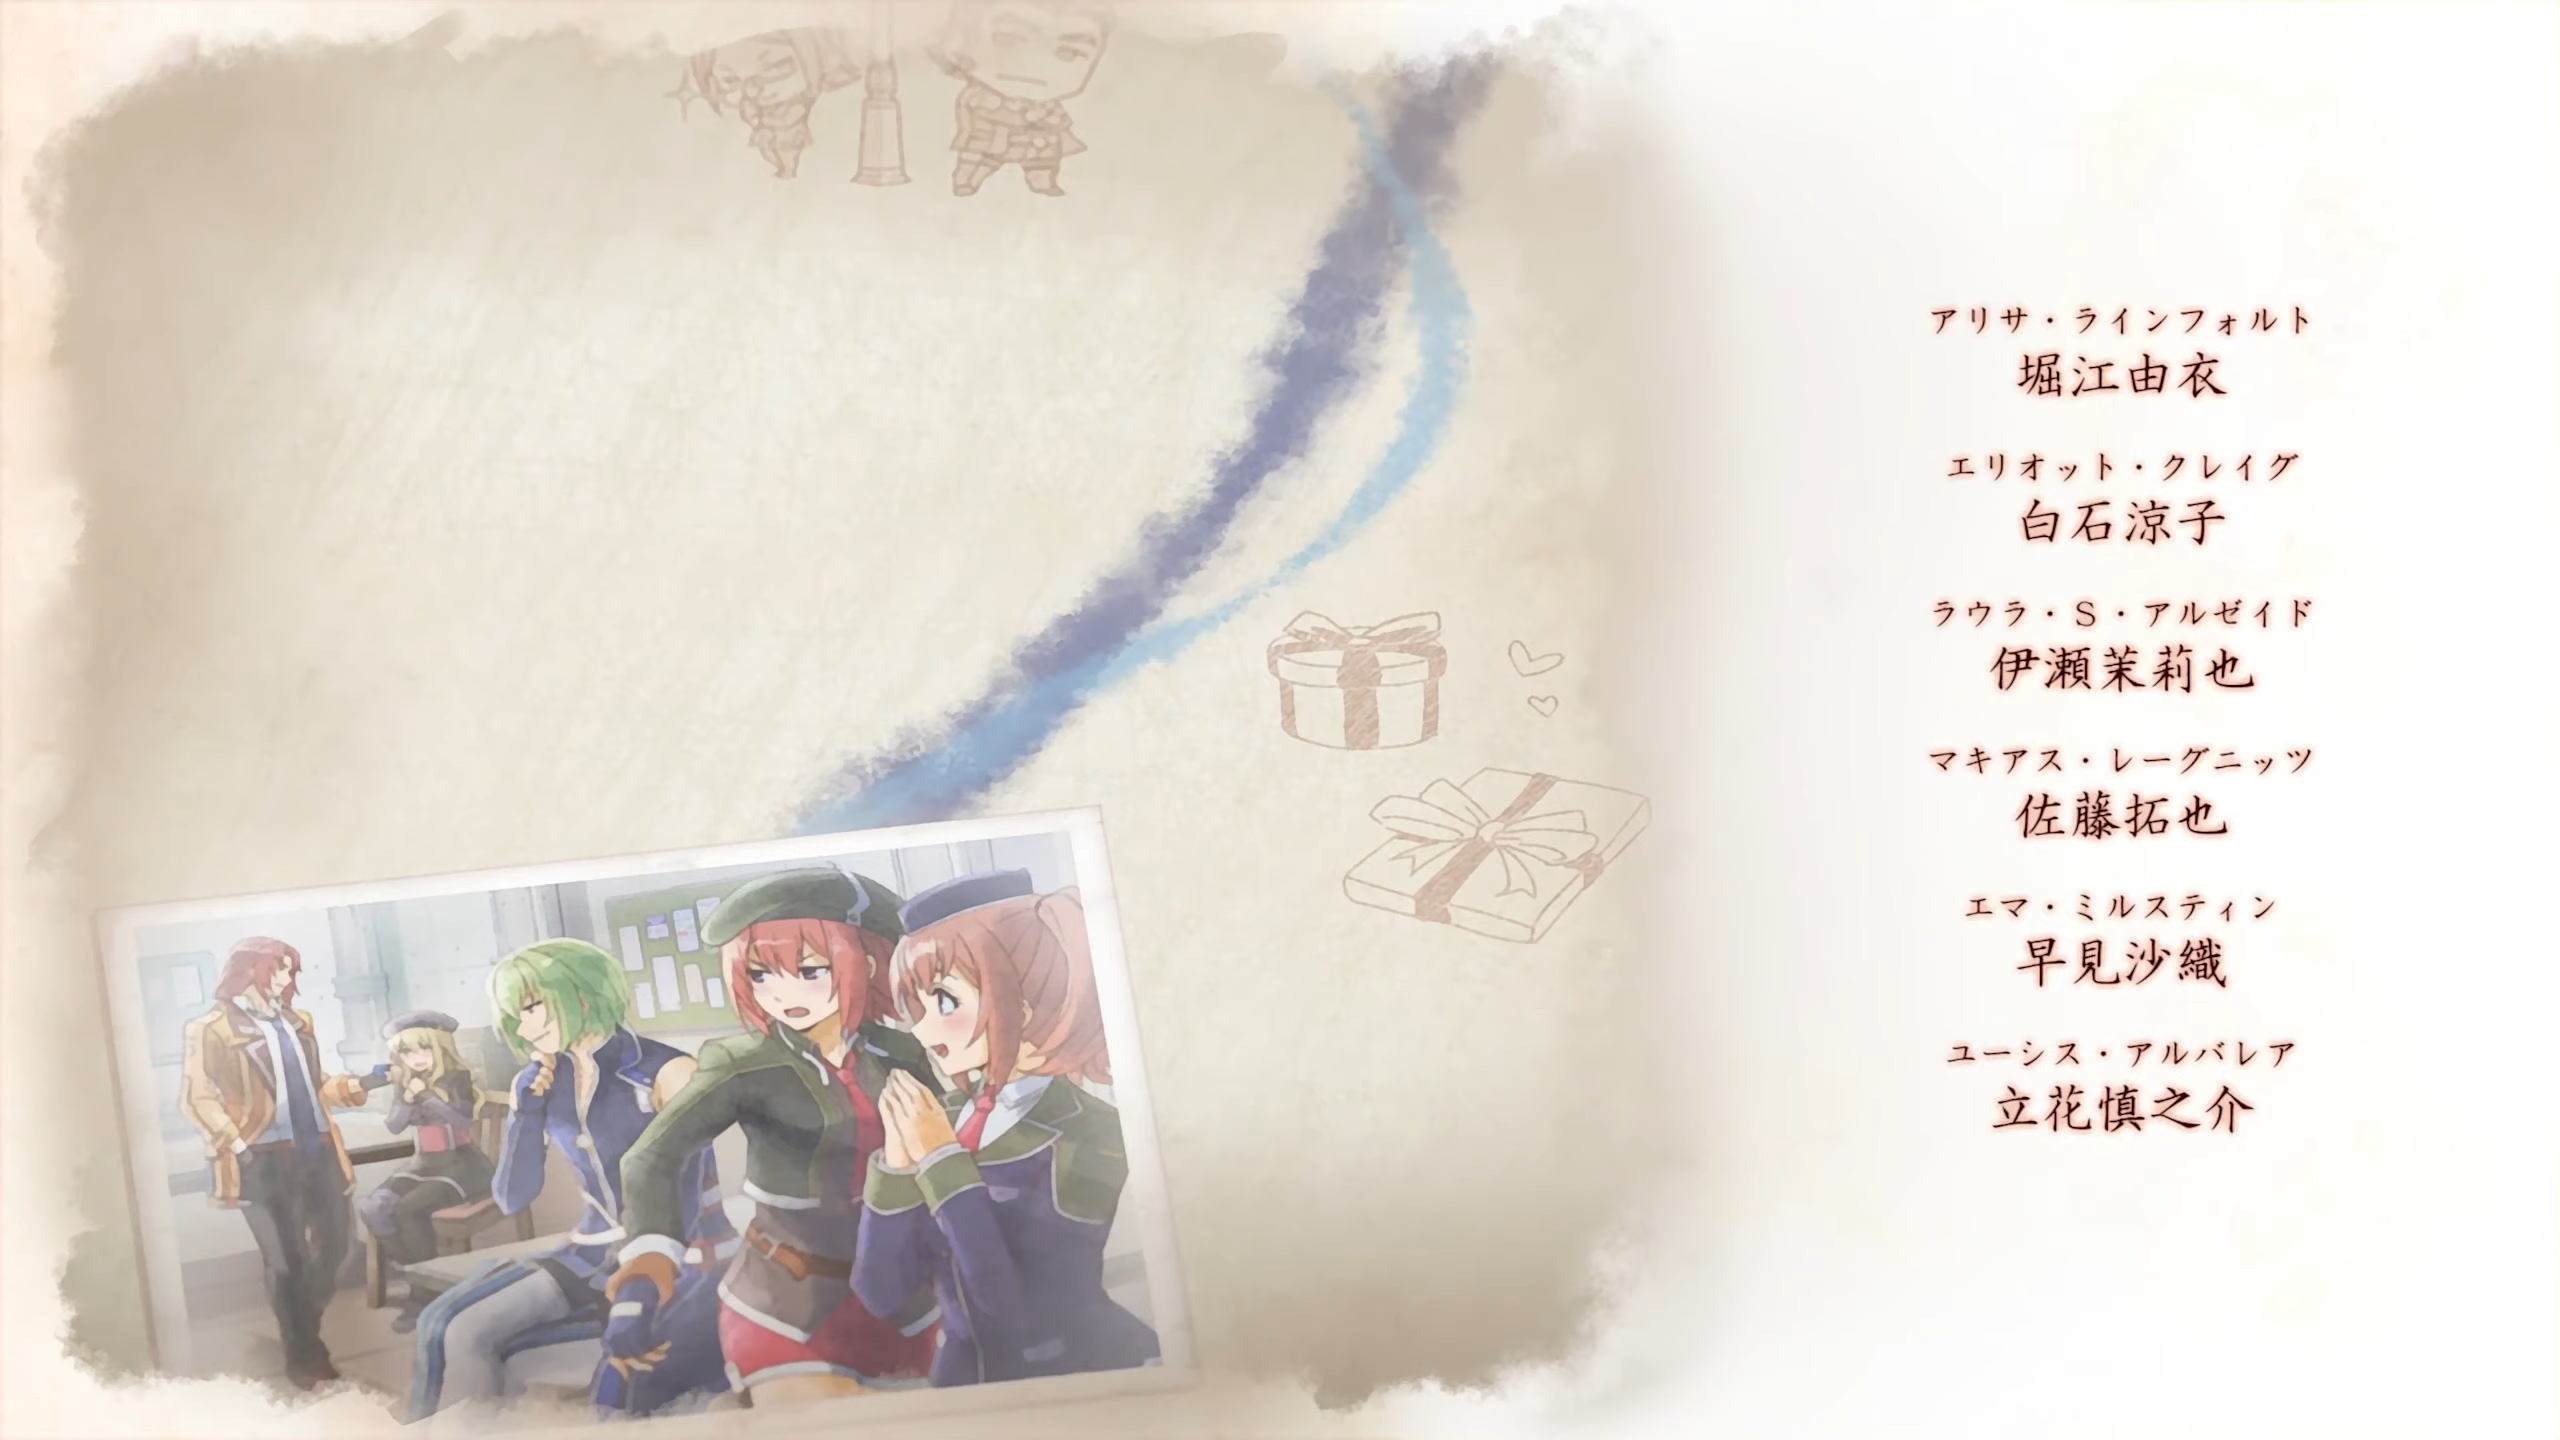 アリサ・ラインフォルト
堀江由衣
エリオット・クレイグ
白石涼子
ラウラ・Ｓ・アルゼイド
伊瀬茉莉也
マキアス・レーグニッツ
佐藤拓也
エマ・ミルスティン
早見沙織
ユーシス・アルバレア
立花慎之介